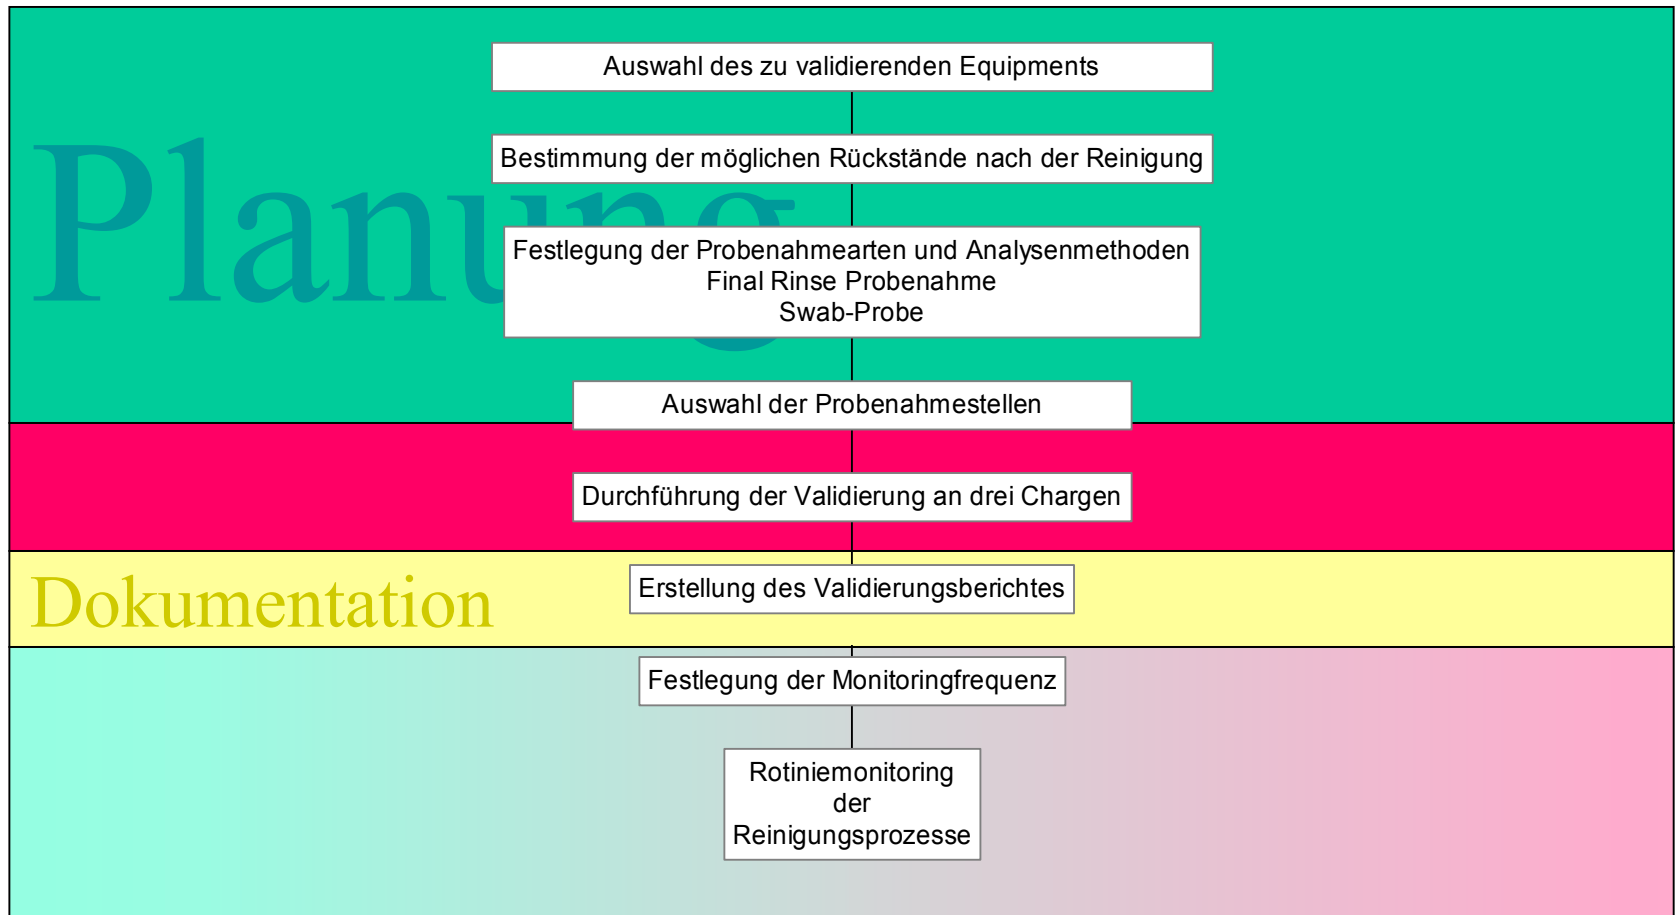 Planung
Auswahl des zu validierenden Equipments
Bestimmung der möglichen Rückstände nach der Reinigung
Festlegung der Probenahmearten und Analysenmethoden
Final Rinse Probenahme
Swab-Probe
Auswahl der Probenahmestellen
Durchführung der Validierung an drei Chargen
Dokumentation
Erstellung des Validierungsberichtes
Festlegung der Monitoringfrequenz
Rotiniemonitoring
der
Reinigungsprozesse